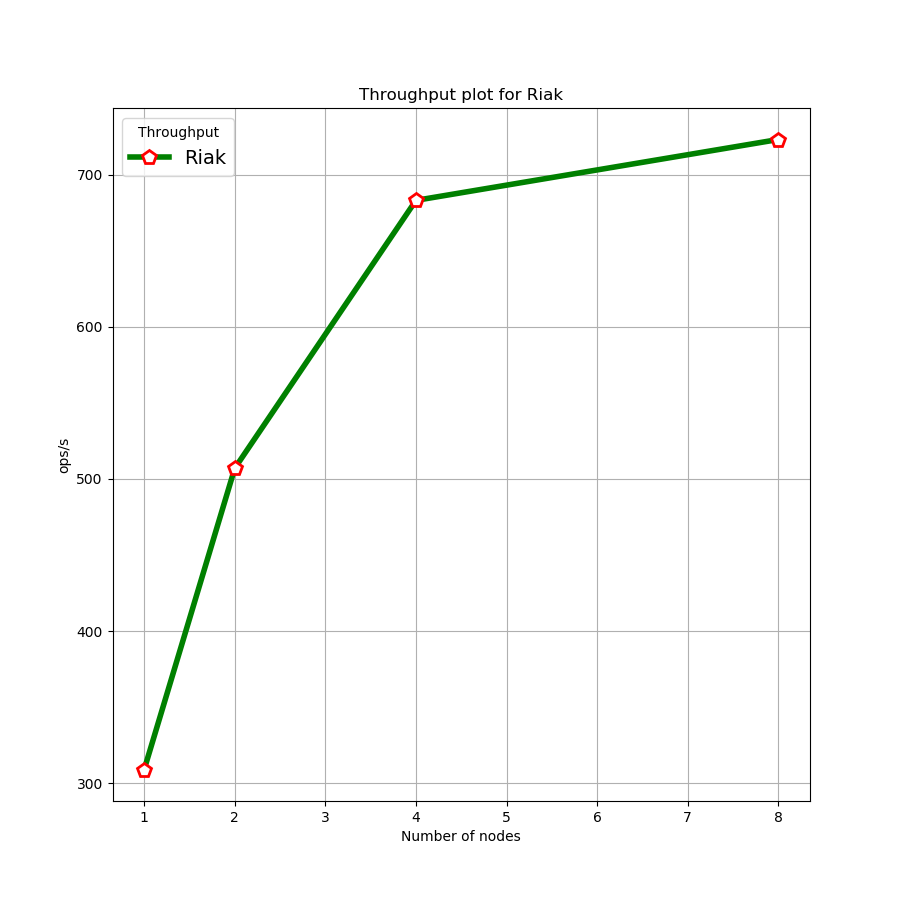 Throughput plot for Riak
Throughput
Riak
700
600
500
400
300
ops/s
1 2 3 4 5 6 7 8
Number of nodes